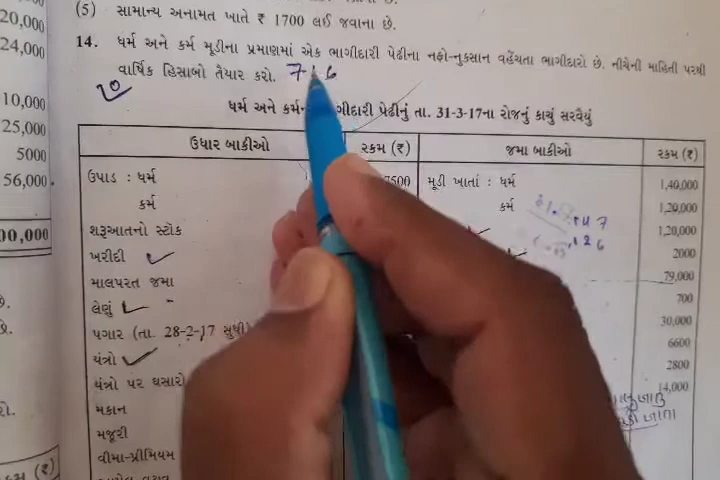 20,000
24,000
10,000
25,000
5000
56,000
00,000
(5) સામાન્ય અનામત ખાતે ₹ 1700 લઈ જવાના છે.
14. ધર્મ અને કર્મ મૂડીના પ્રમાણમાં એક ભાગીદારી પેઢીના નફો-નુકસાન વહેંચતા ભાગીદારો છે. નીચેની માહિતી પરથી
વાર્ષિક હિસાબો તૈયાર કરો. 7 6
ધર્મ અને કર્મ ગીદારી પેઢીનું તા. 31-3-17ના રોજનું કાચું સરવૈયું
ઉધાર બાકીઓ રકમ (₹) જમા બાકીઓ રકમ (₹)
ઉપાડ : ધર્મ 7500 મૂડી ખાતાં : ધર્મ 1,40,000
કર્મ કર્મ 1,20,000
શરૂઆતનો સ્ટોક 1,20,000
ખરીદી 2000
માલપરત જમા 79,000
લેણું 700
પગાર (તા. 28-2-17 સુધી) 30,000
યંત્રો 6600
યંત્રો પર ઘસારો 2800
મકાન 14,000
મજૂરી
વીમા-પ્રીમિયમ